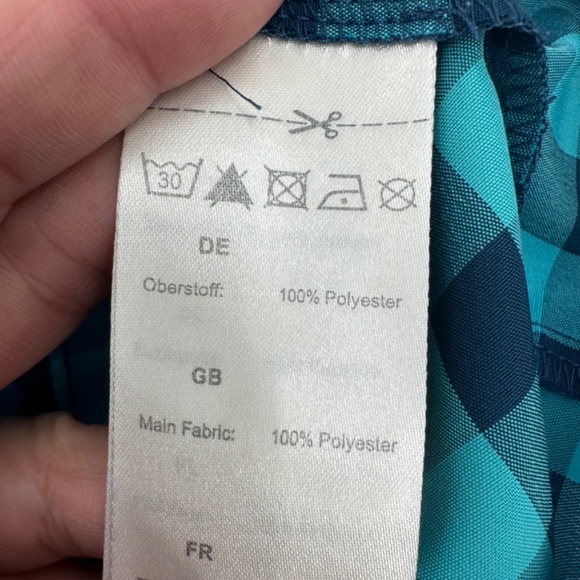 30
DE
Oberstoff: 100% Polyester
GB
Main Fabric: 100% Polyester
FR